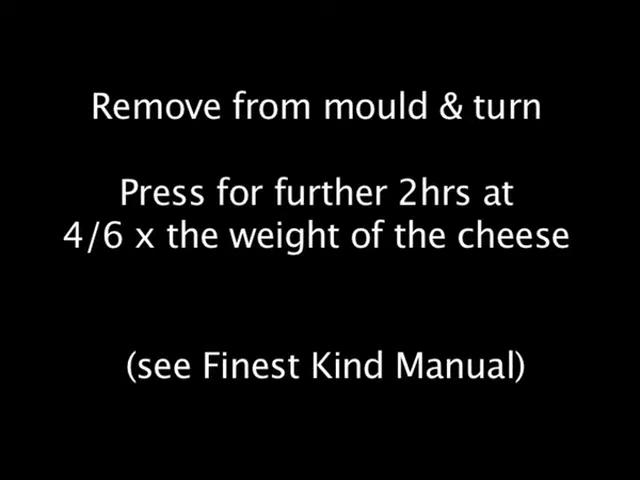 Remove from mould & turn
Press for further 2hrs at
4/6 x the weight of the cheese
(see Finest Kind Manual)